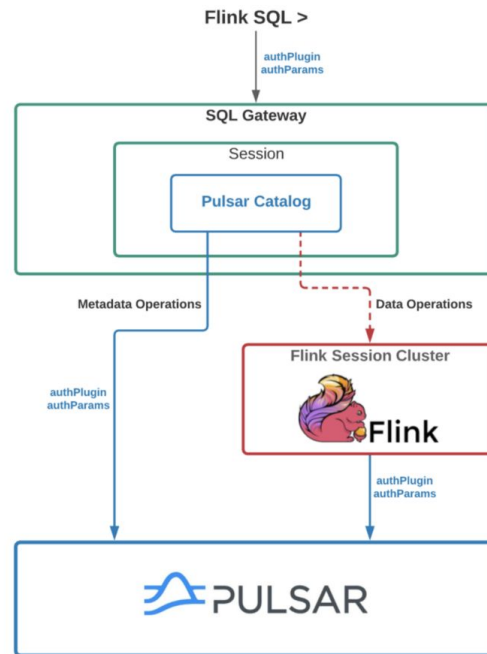 Flink SQL >
authPlugin
authParams
SQL Gateway
Session
Pulsar Catalog
Metadata Operations
Data Operations
Flink Session Cluster
Flink
authPlugin
authParams
authPlugin
authParams
PULSAR